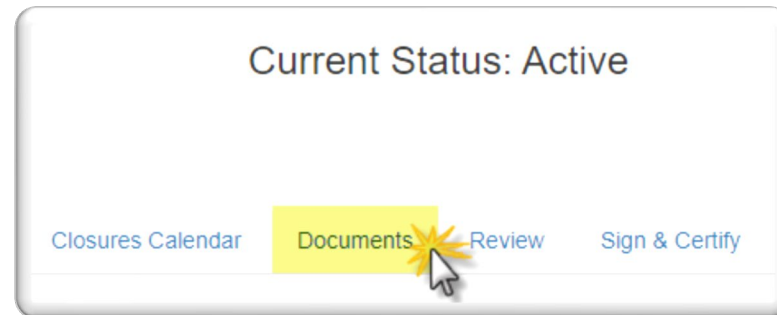 Current Status: Active
Closures Calendar Documents Review Sign & Certify